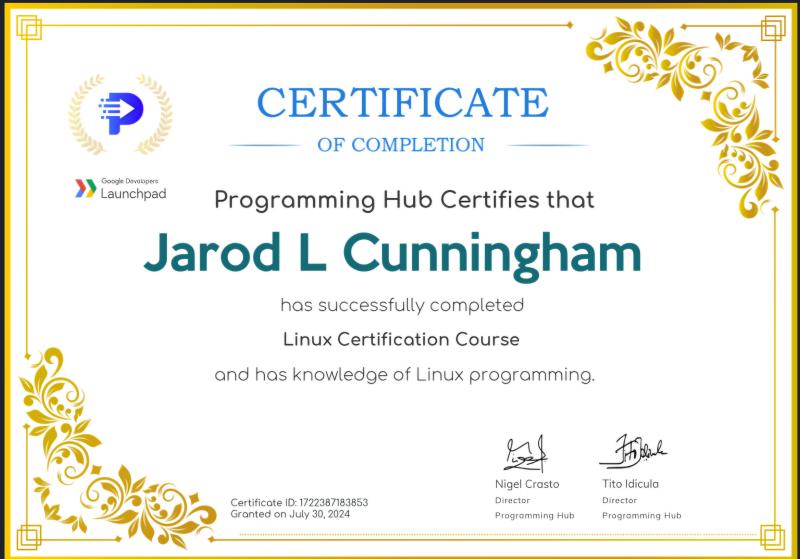 CERTIFICATE
OF COMPLETION
Google Developers
Launchpad
Programming Hub Certifies that
Jarod L Cunningham
has successfully completed
Linux Certification Course
and has knowledge of Linux programming.
Nigel Crasto
Director
Programming Hub
Tito Idicula
Director
Programming Hub
Certificate ID: 1722387183853
Granted on July 30, 2024